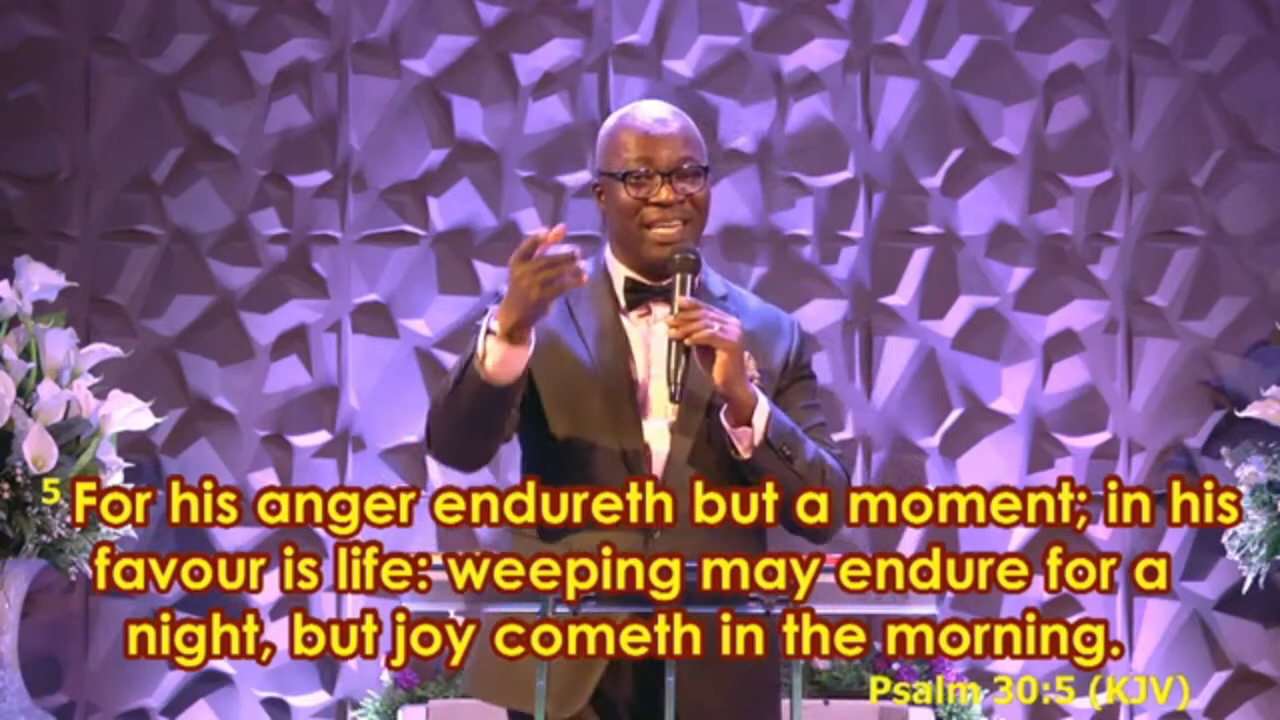 5 For his anger endureth but a moment; in his
favour is life: weeping may endure for a
night, but joy cometh in the morning.
Psalm 30:5 (KJV)